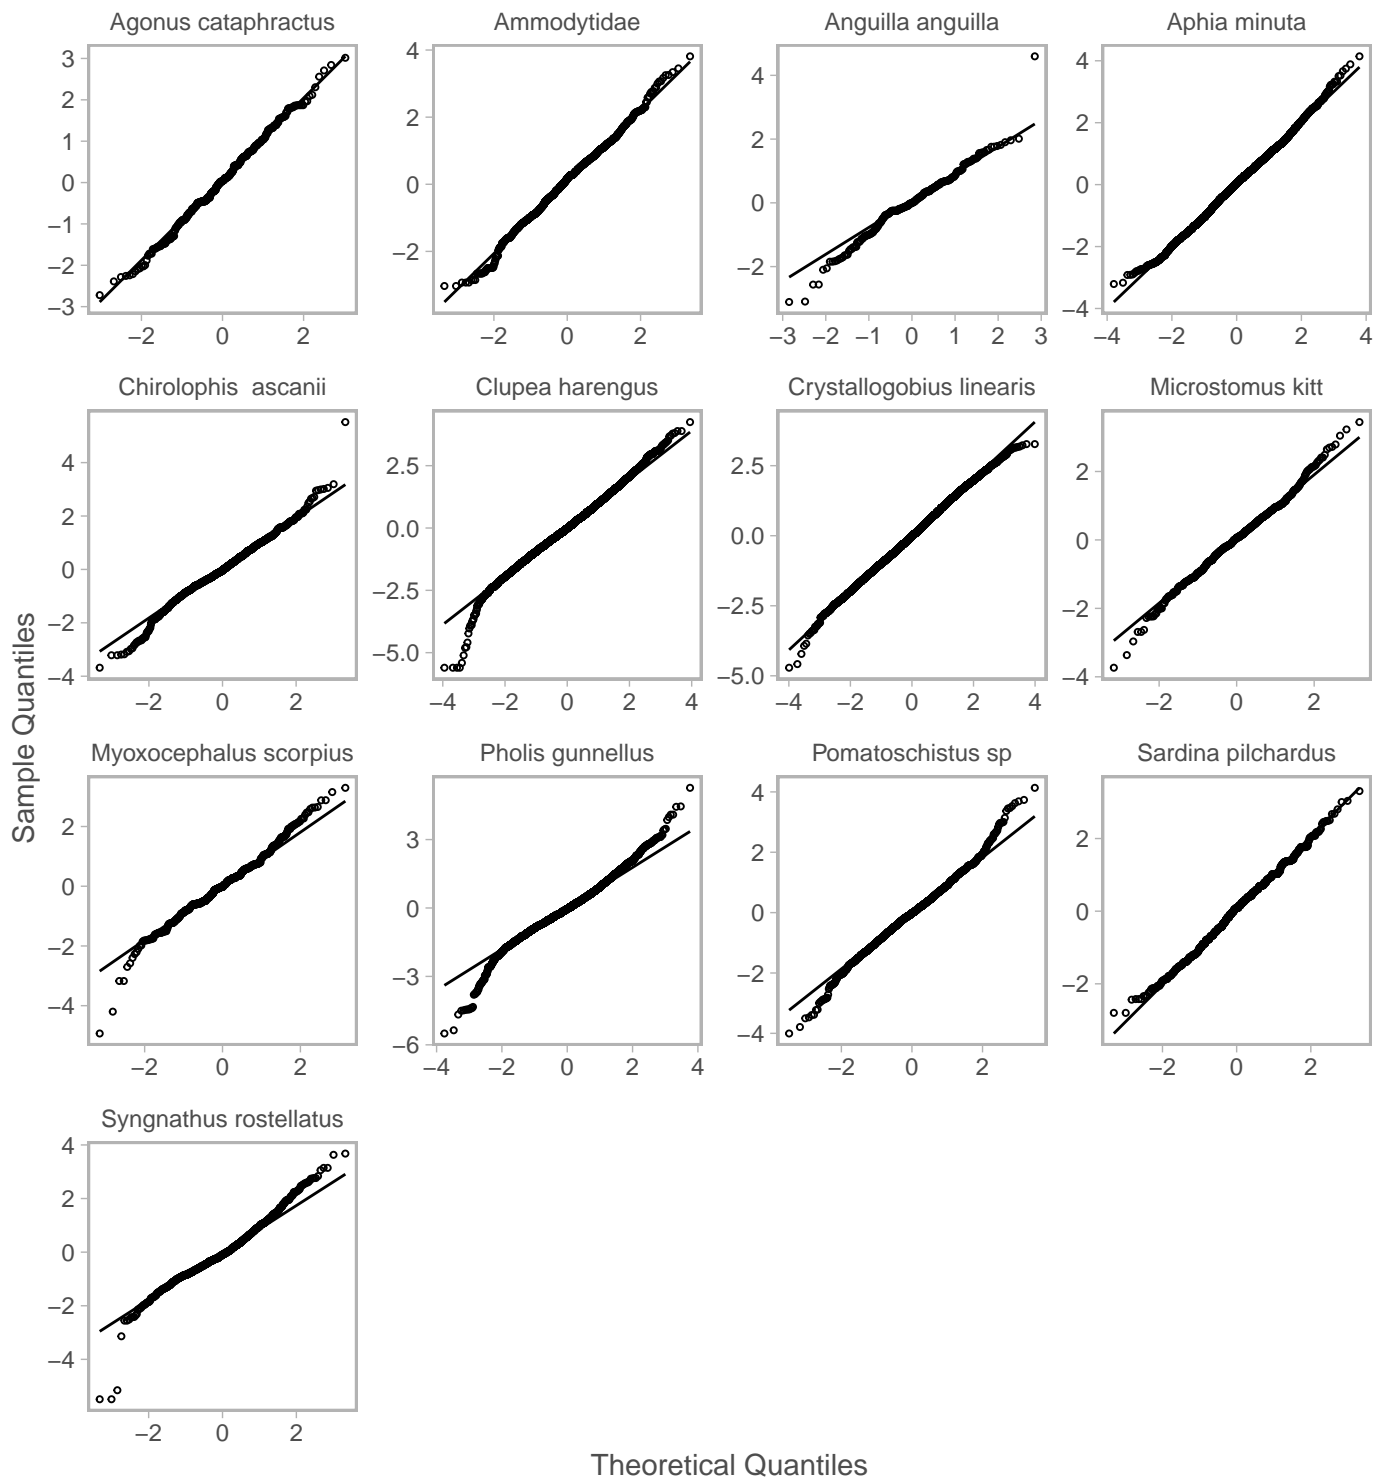 Agonus cataphractus
Ammodytidae
Anguilla anguilla
Aphia minuta
3
2
1
0
−1
−2
−3
−2 0 2
4
2
0
−2
−2 0 2
4
2
0
−2
−3 −2 −1 0 1 2 3
4
2
0
−2
−4
−4 −2 0 2 4
Chirolophis  ascanii
Clupea harengus
Crystallogobius linearis
Microstomus kitt
4
2
0
−2
−4
−2 0 2
2.5
0.0
−2.5
−5.0
−4 −2 0 2 4
2.5
0.0
−2.5
−5.0
−4 −2 0 2 4
2
0
−2
−4
−2 0 2
Sample Quantiles
Myoxocephalus scorpius
Pholis gunnellus
Pomatoschistus sp
Sardina pilchardus
2
0
−2
−4
−2 0 2
3
0
−3
−6
−4 −2 0 2 4
4
2
0
−2
−4
−2 0 2
2
0
−2
−2 0 2
Syngnathus rostellatus
4
2
0
−2
−4
−2 0 2
Theoretical Quantiles